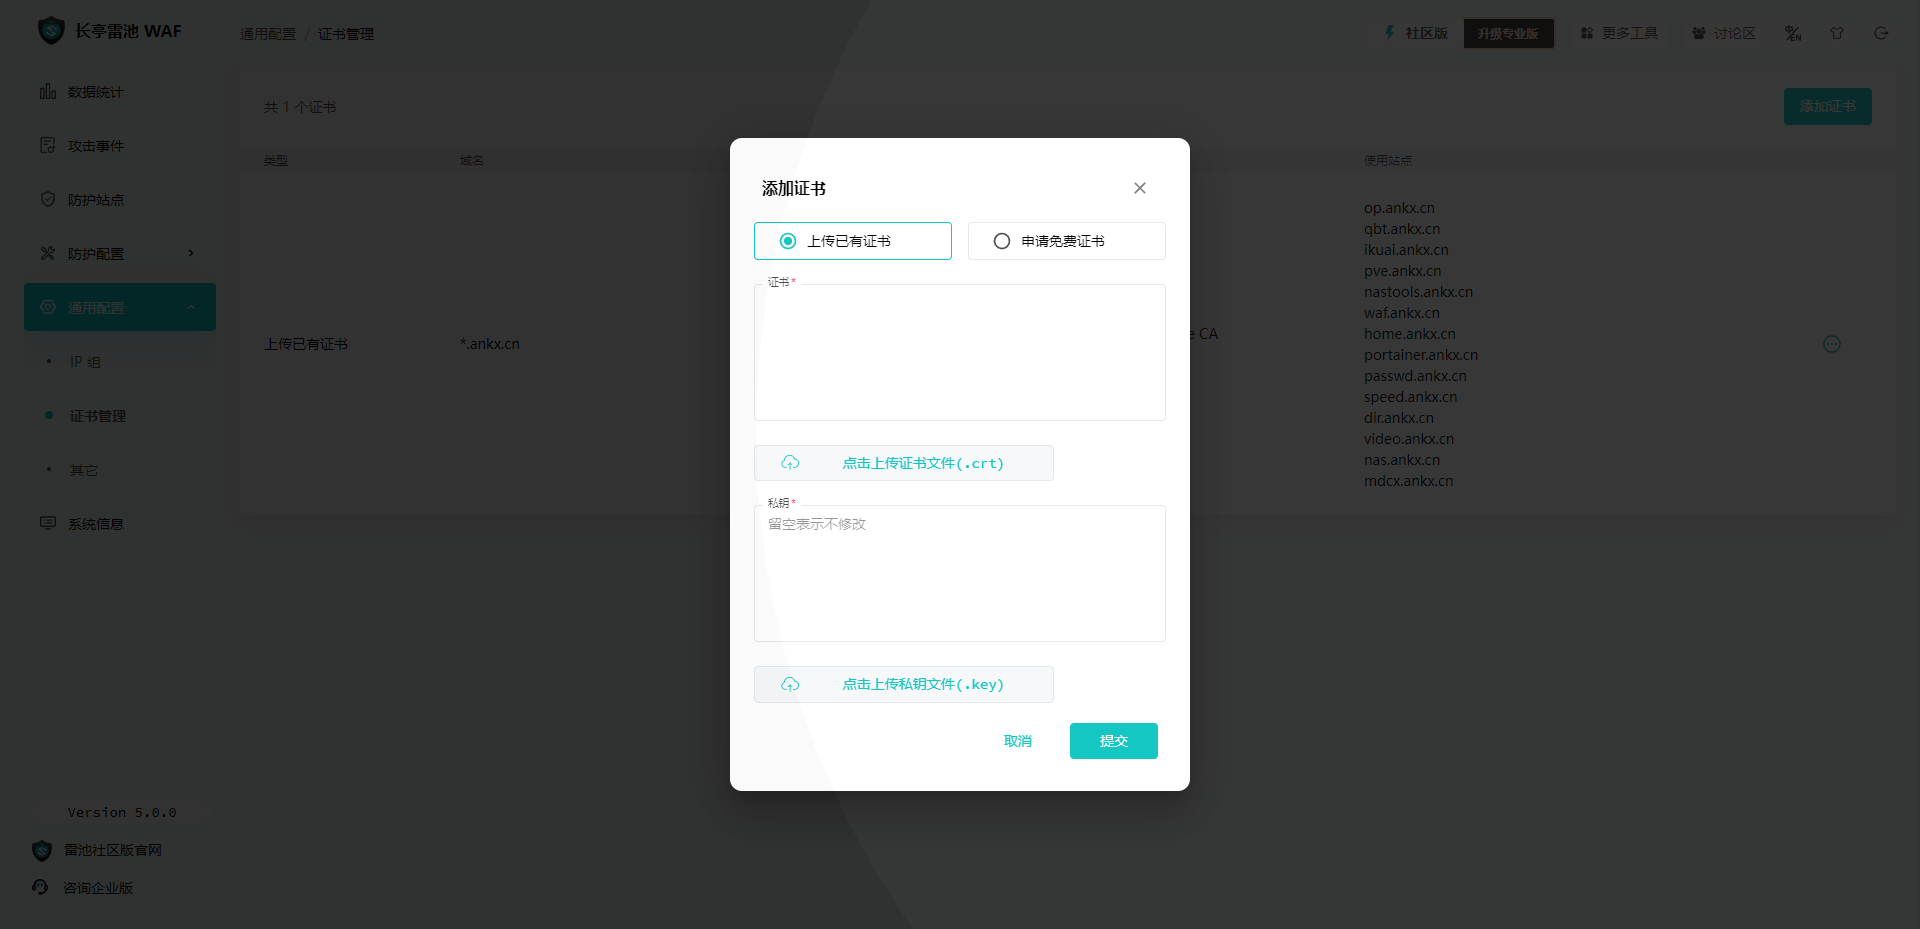 长亭雷池 WAF
通用配置 / 证书管理
社区版
升级专业版
更多工具
讨论区
中/EN
数据统计
攻击事件
防护站点
防护配置
通用配置
IP 组
证书管理
其它
系统信息
Version 5.0.0
雷池社区版官网
咨询企业版
共 1 个证书
添加证书
类型
域名
使用站点
上传已有证书
*.ankx.cn
e CA
op.ankx.cn
qbt.ankx.cn
ikuai.ankx.cn
pve.ankx.cn
nastools.ankx.cn
waf.ankx.cn
home.ankx.cn
portainer.ankx.cn
passwd.ankx.cn
speed.ankx.cn
dir.ankx.cn
video.ankx.cn
nas.ankx.cn
mdcx.ankx.cn
添加证书
上传已有证书
申请免费证书
证书 *
点击上传证书文件(.crt)
私钥 *
留空表示不修改
点击上传私钥文件(.key)
取消
提交